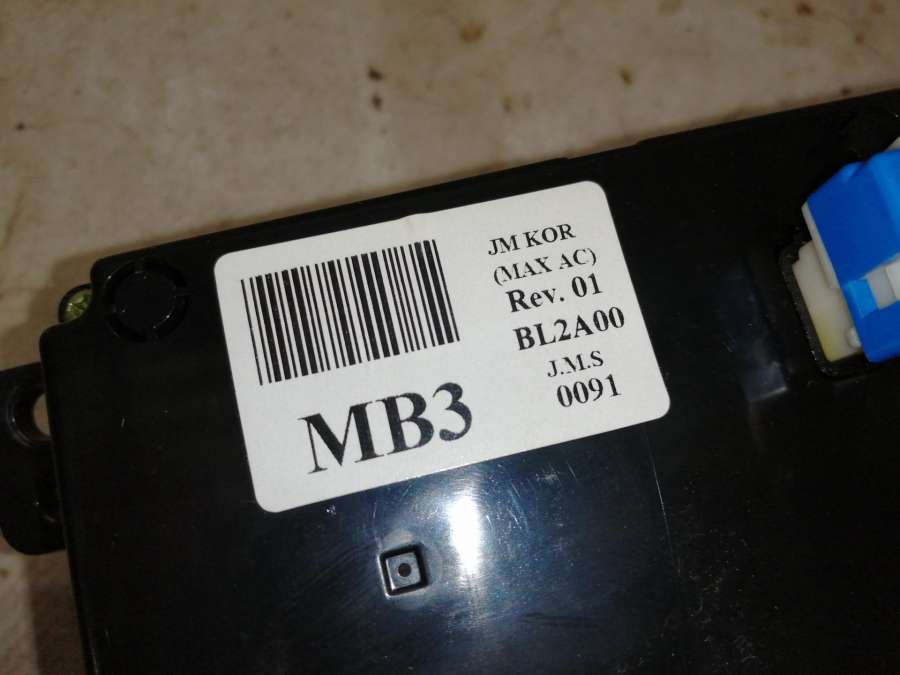 JM KOR
(MAX AC)
Rev. 01
BL2A00
J.M.S
0091
MB3